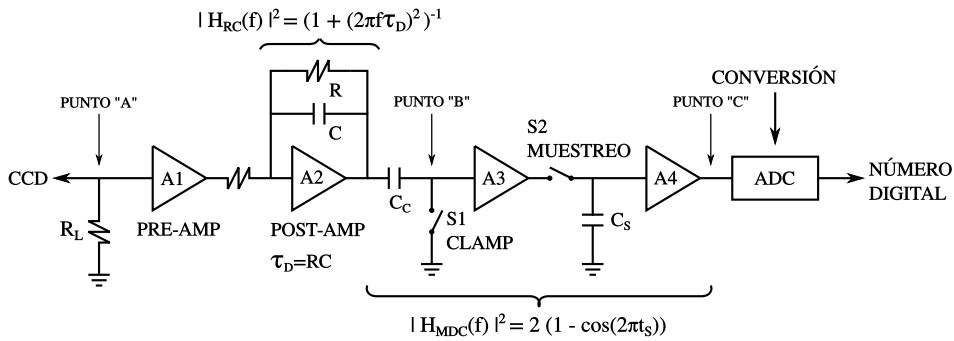 | H_RC(f) |² = (1 + (2πfτ_D)² )⁻¹
PUNTO "A"
R
C
PUNTO "B"
S2
MUESTREO
PUNTO "C"
CONVERSIÓN
CCD
A1
A2
A3
A4
ADC
NÚMERO
DIGITAL
R_L
PRE-AMP
POST-AMP
τ_D=RC
C_C
S1
CLAMP
C_S
| H_MDC(f) |² = 2 (1 - cos(2πt_S))